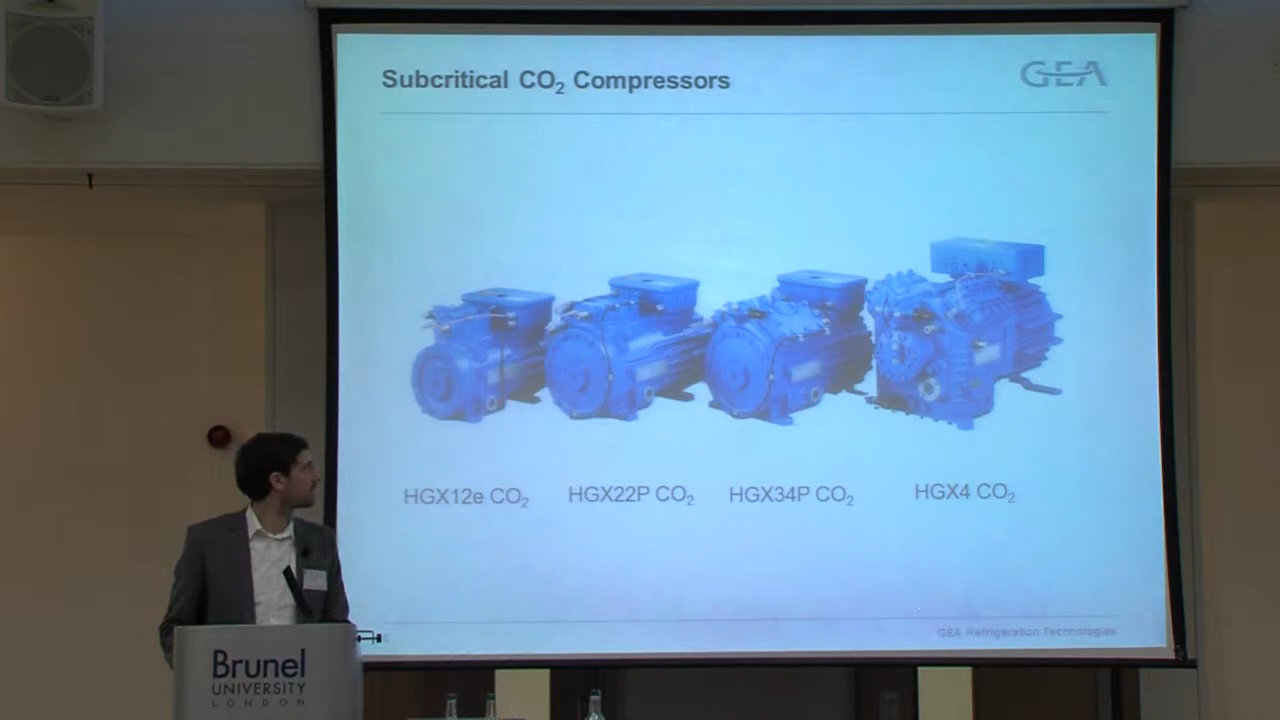 Subcritical CO₂ Compressors
GEA
HGX12e CO₂
HGX22P CO₂
HGX34P CO₂
HGX4 CO₂
GEA Refrigeration Technologies
Brunel
UNIVERSITY
LONDON